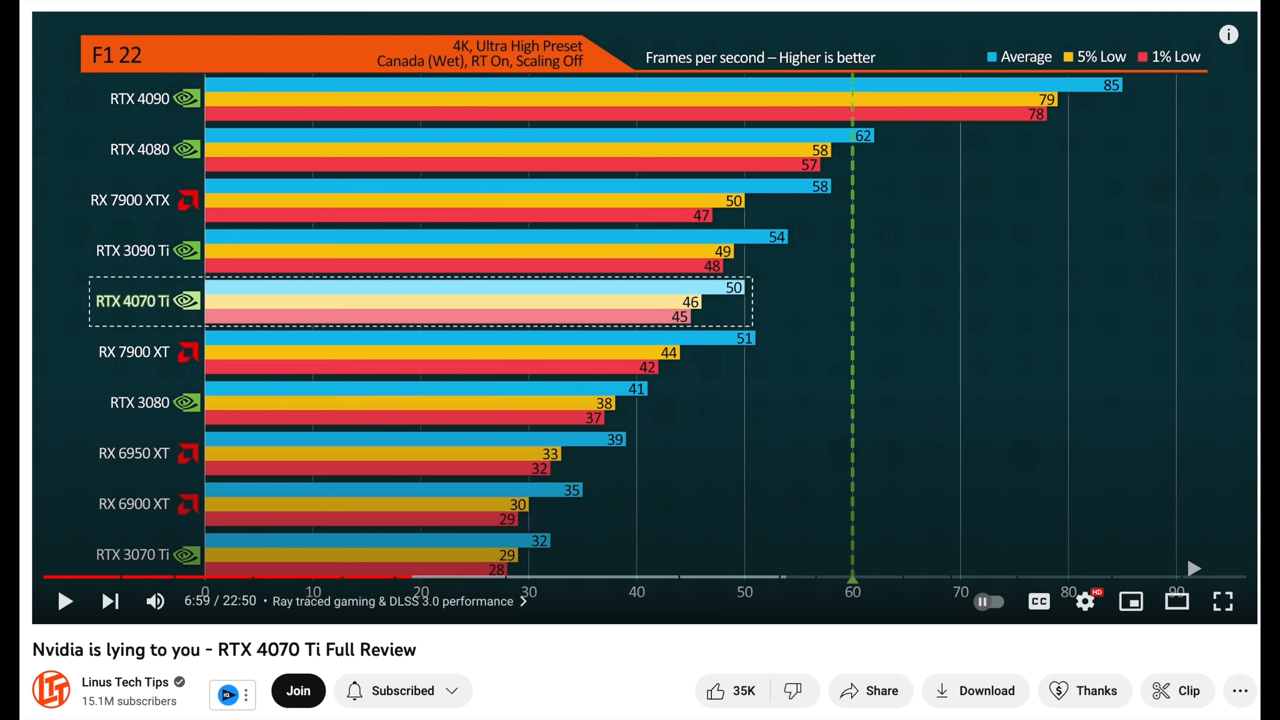 F1 22
4K, Ultra High Preset
Canada (Wet), RT On, Scaling Off
Frames per second – Higher is better
Average 5% Low 1% Low
RTX 4090 85
79
78
RTX 4080 62
58
57
RX 7900 XTX 58
50
47
RTX 3090 Ti 54
49
48
RTX 4070 Ti 50
46
45
RX 7900 XT 51
44
42
RTX 3080 41
38
37
RX 6950 XT 39
33
32
RX 6900 XT 35
30
29
RTX 3070 Ti 32
29
28
0 10 20 30 40 50 60 70 80 90
6:59 / 22:50 • Ray traced gaming & DLSS 3.0 performance
CC HD
Nvidia is lying to you - RTX 4070 Ti Full Review
Linus Tech Tips
15.1M subscribers
Join Subscribed 35K Share Download Thanks Clip